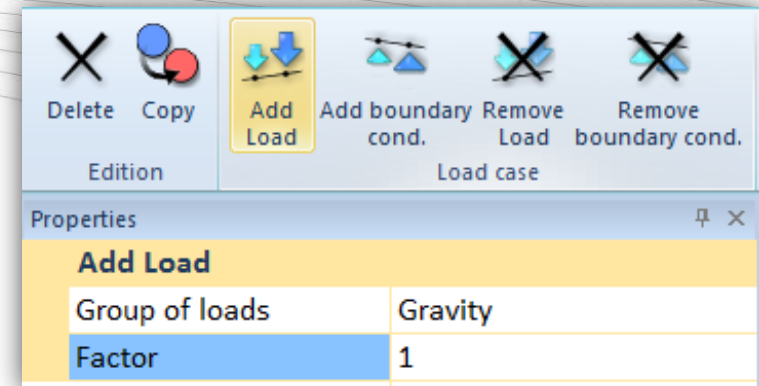 Delete Copy Add Load Add boundary cond. Remove Load Remove boundary cond.
Edition Load case
Properties
Add Load
Group of loads Gravity
Factor 1